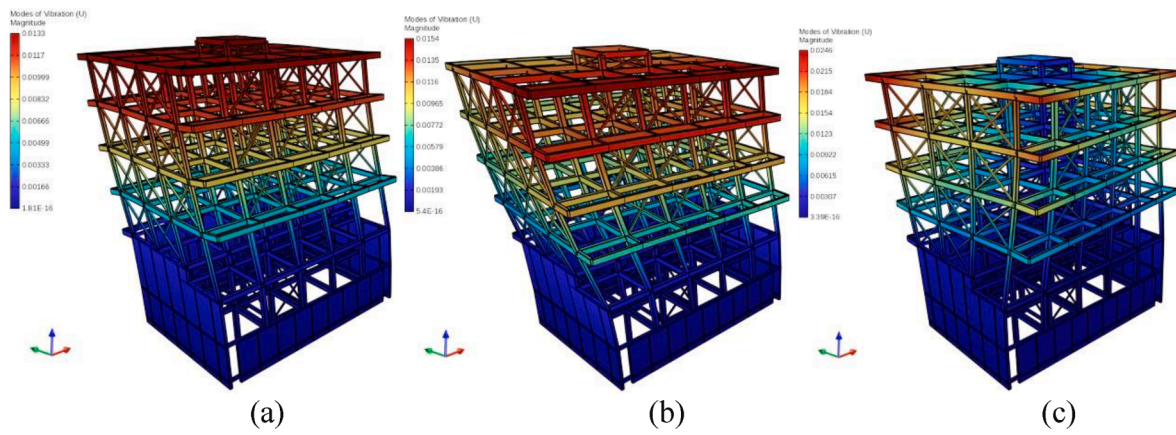 Modes of Vibration (U)
Magnitude
0.0133
0.0117
0.00999
0.00832
0.00666
0.00499
0.00333
0.00166
1.81E-16
(a)
Modes of Vibration (U)
Magnitude
0.0154
0.0135
0.0116
0.00965
0.00772
0.00579
0.00386
0.00193
5.4E-16
(b)
Modes of Vibration (U)
Magnitude
0.0246
0.0215
0.0184
0.0154
0.0123
0.00922
0.00615
0.00307
3.39E-16
(c)